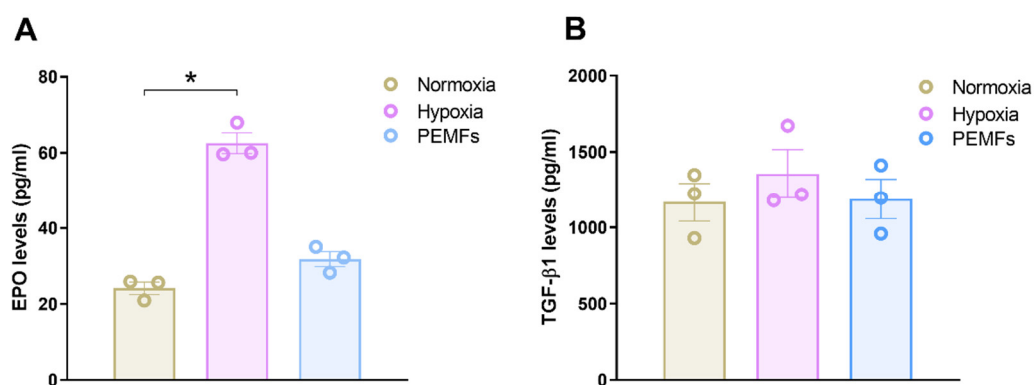 A
EPO levels (pg/ml)
80
60
40
20
0
*
Normoxia
Hypoxia
PEMFs
B
TGF-β1 levels (pg/ml)
2000
1500
1000
500
0
Normoxia
Hypoxia
PEMFs